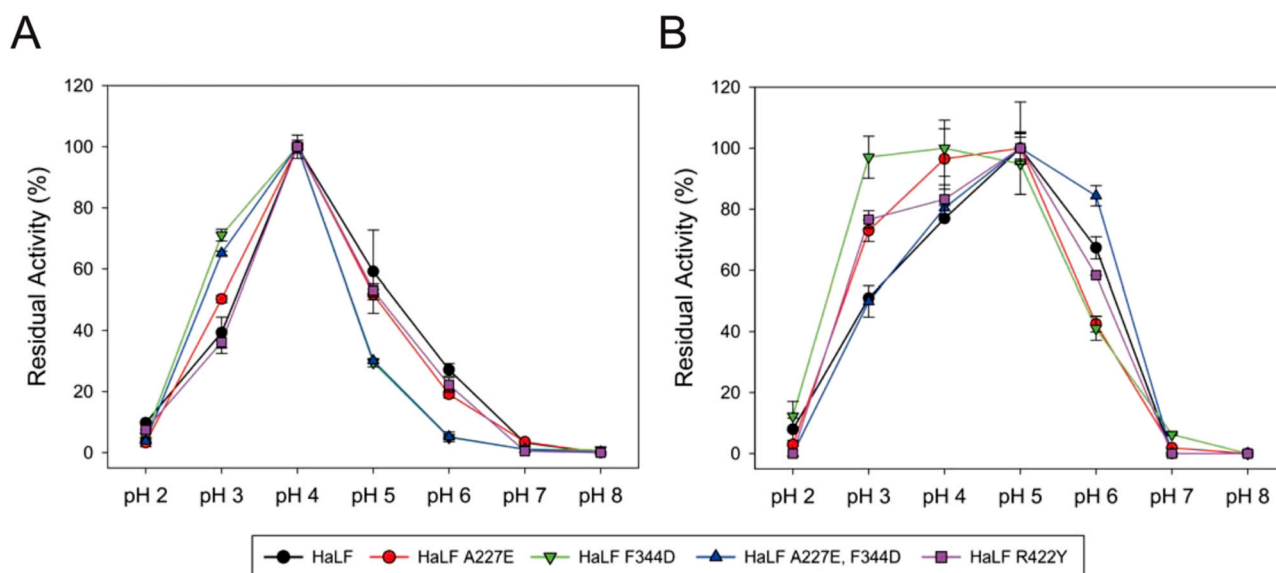 A
Residual Activity (%)
120
100
80
60
40
20
0
pH 2 pH 3 pH 4 pH 5 pH 6 pH 7 pH 8
B
Residual Activity (%)
120
100
80
60
40
20
0
pH 2 pH 3 pH 4 pH 5 pH 6 pH 7 pH 8
HaLF HaLF A227E HaLF F344D HaLF A227E, F344D HaLF R422Y